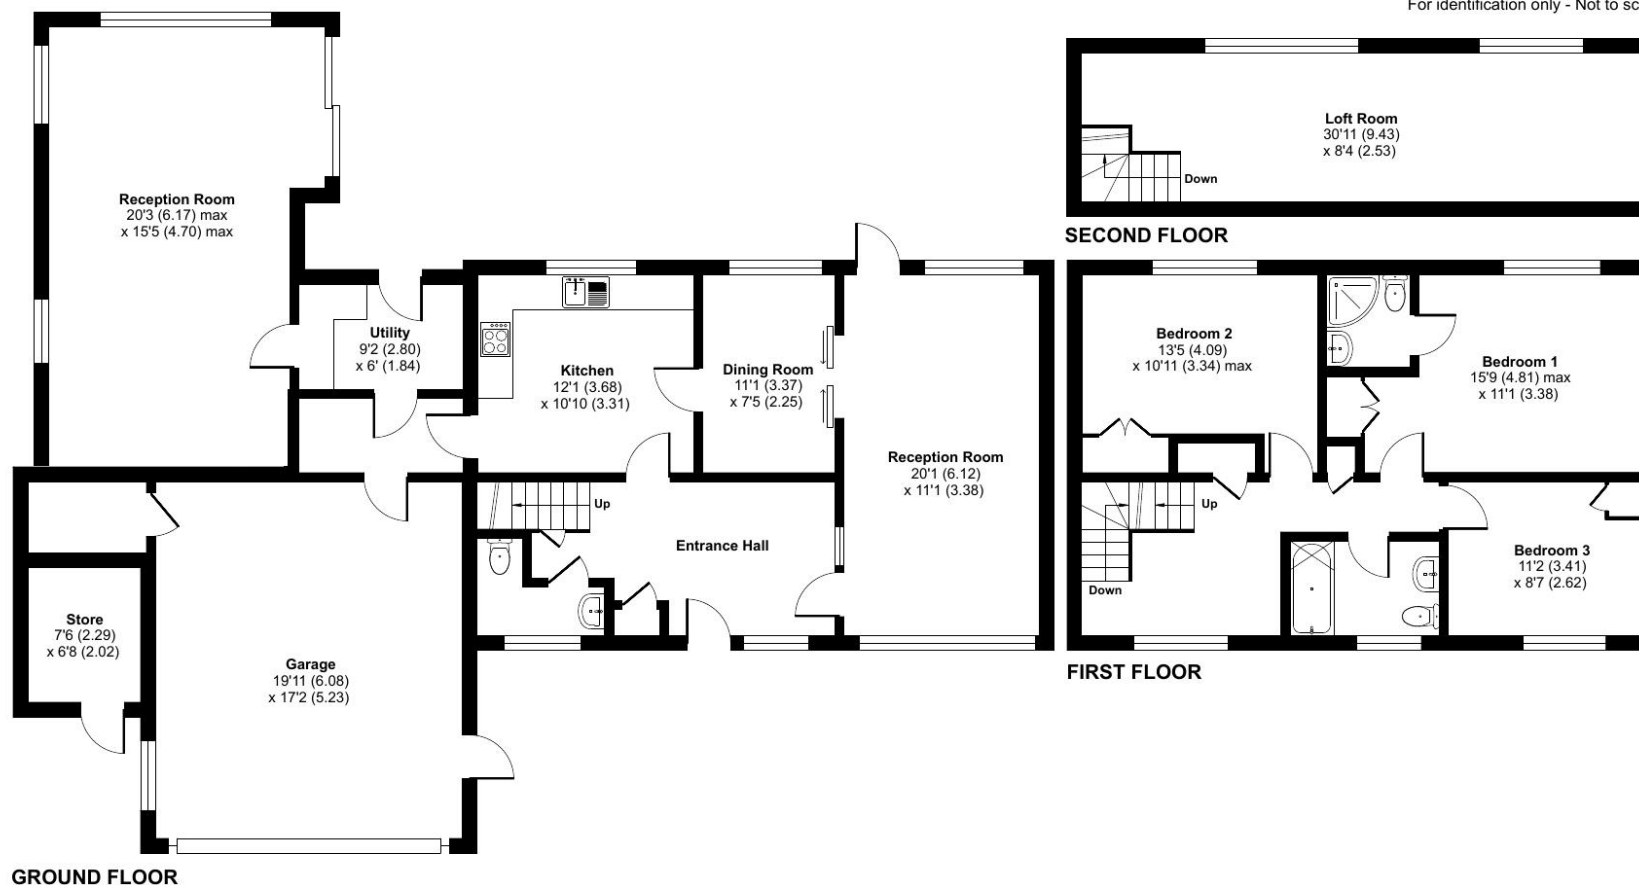 For identification only - Not to sc
Reception Room
20'3 (6.17) max
x 15'5 (4.70) max
Utility
9'2 (2.80)
x 6' (1.84)
Kitchen
12'1 (3.68)
x 10'10 (3.31)
Dining Room
11'1 (3.37)
x 7'5 (2.25)
Reception Room
20'1 (6.12)
x 11'1 (3.38)
Up
Entrance Hall
Store
7'6 (2.29)
x 6'8 (2.02)
Garage
19'11 (6.08)
x 17'2 (5.23)
GROUND FLOOR
Loft Room
30'11 (9.43)
x 8'4 (2.53)
Down
SECOND FLOOR
Bedroom 2
13'5 (4.09)
x 10'11 (3.34) max
Bedroom 1
15'9 (4.81) max
x 11'1 (3.38)
Up
Down
Bedroom 3
11'2 (3.41)
x 8'7 (2.62)
FIRST FLOOR